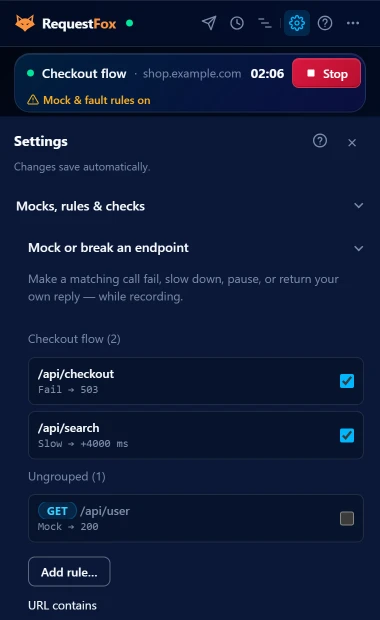 RequestFox
Checkout flow · shop.example.com 02:06 Stop
Mock & fault rules on
Settings
Changes save automatically.
Mocks, rules & checks
Mock or break an endpoint
Make a matching call fail, slow down, pause, or return your
own reply — while recording.
Checkout flow (2)
/api/checkout
Fail → 503
/api/search
Slow → +4000 ms
Ungrouped (1)
GET /api/user
Mock → 200
Add rule...
URL contains